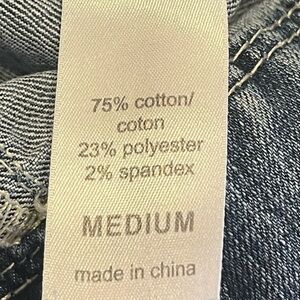 75% cotton/
coton
23% polyester
2% spandex
MEDIUM
made in china